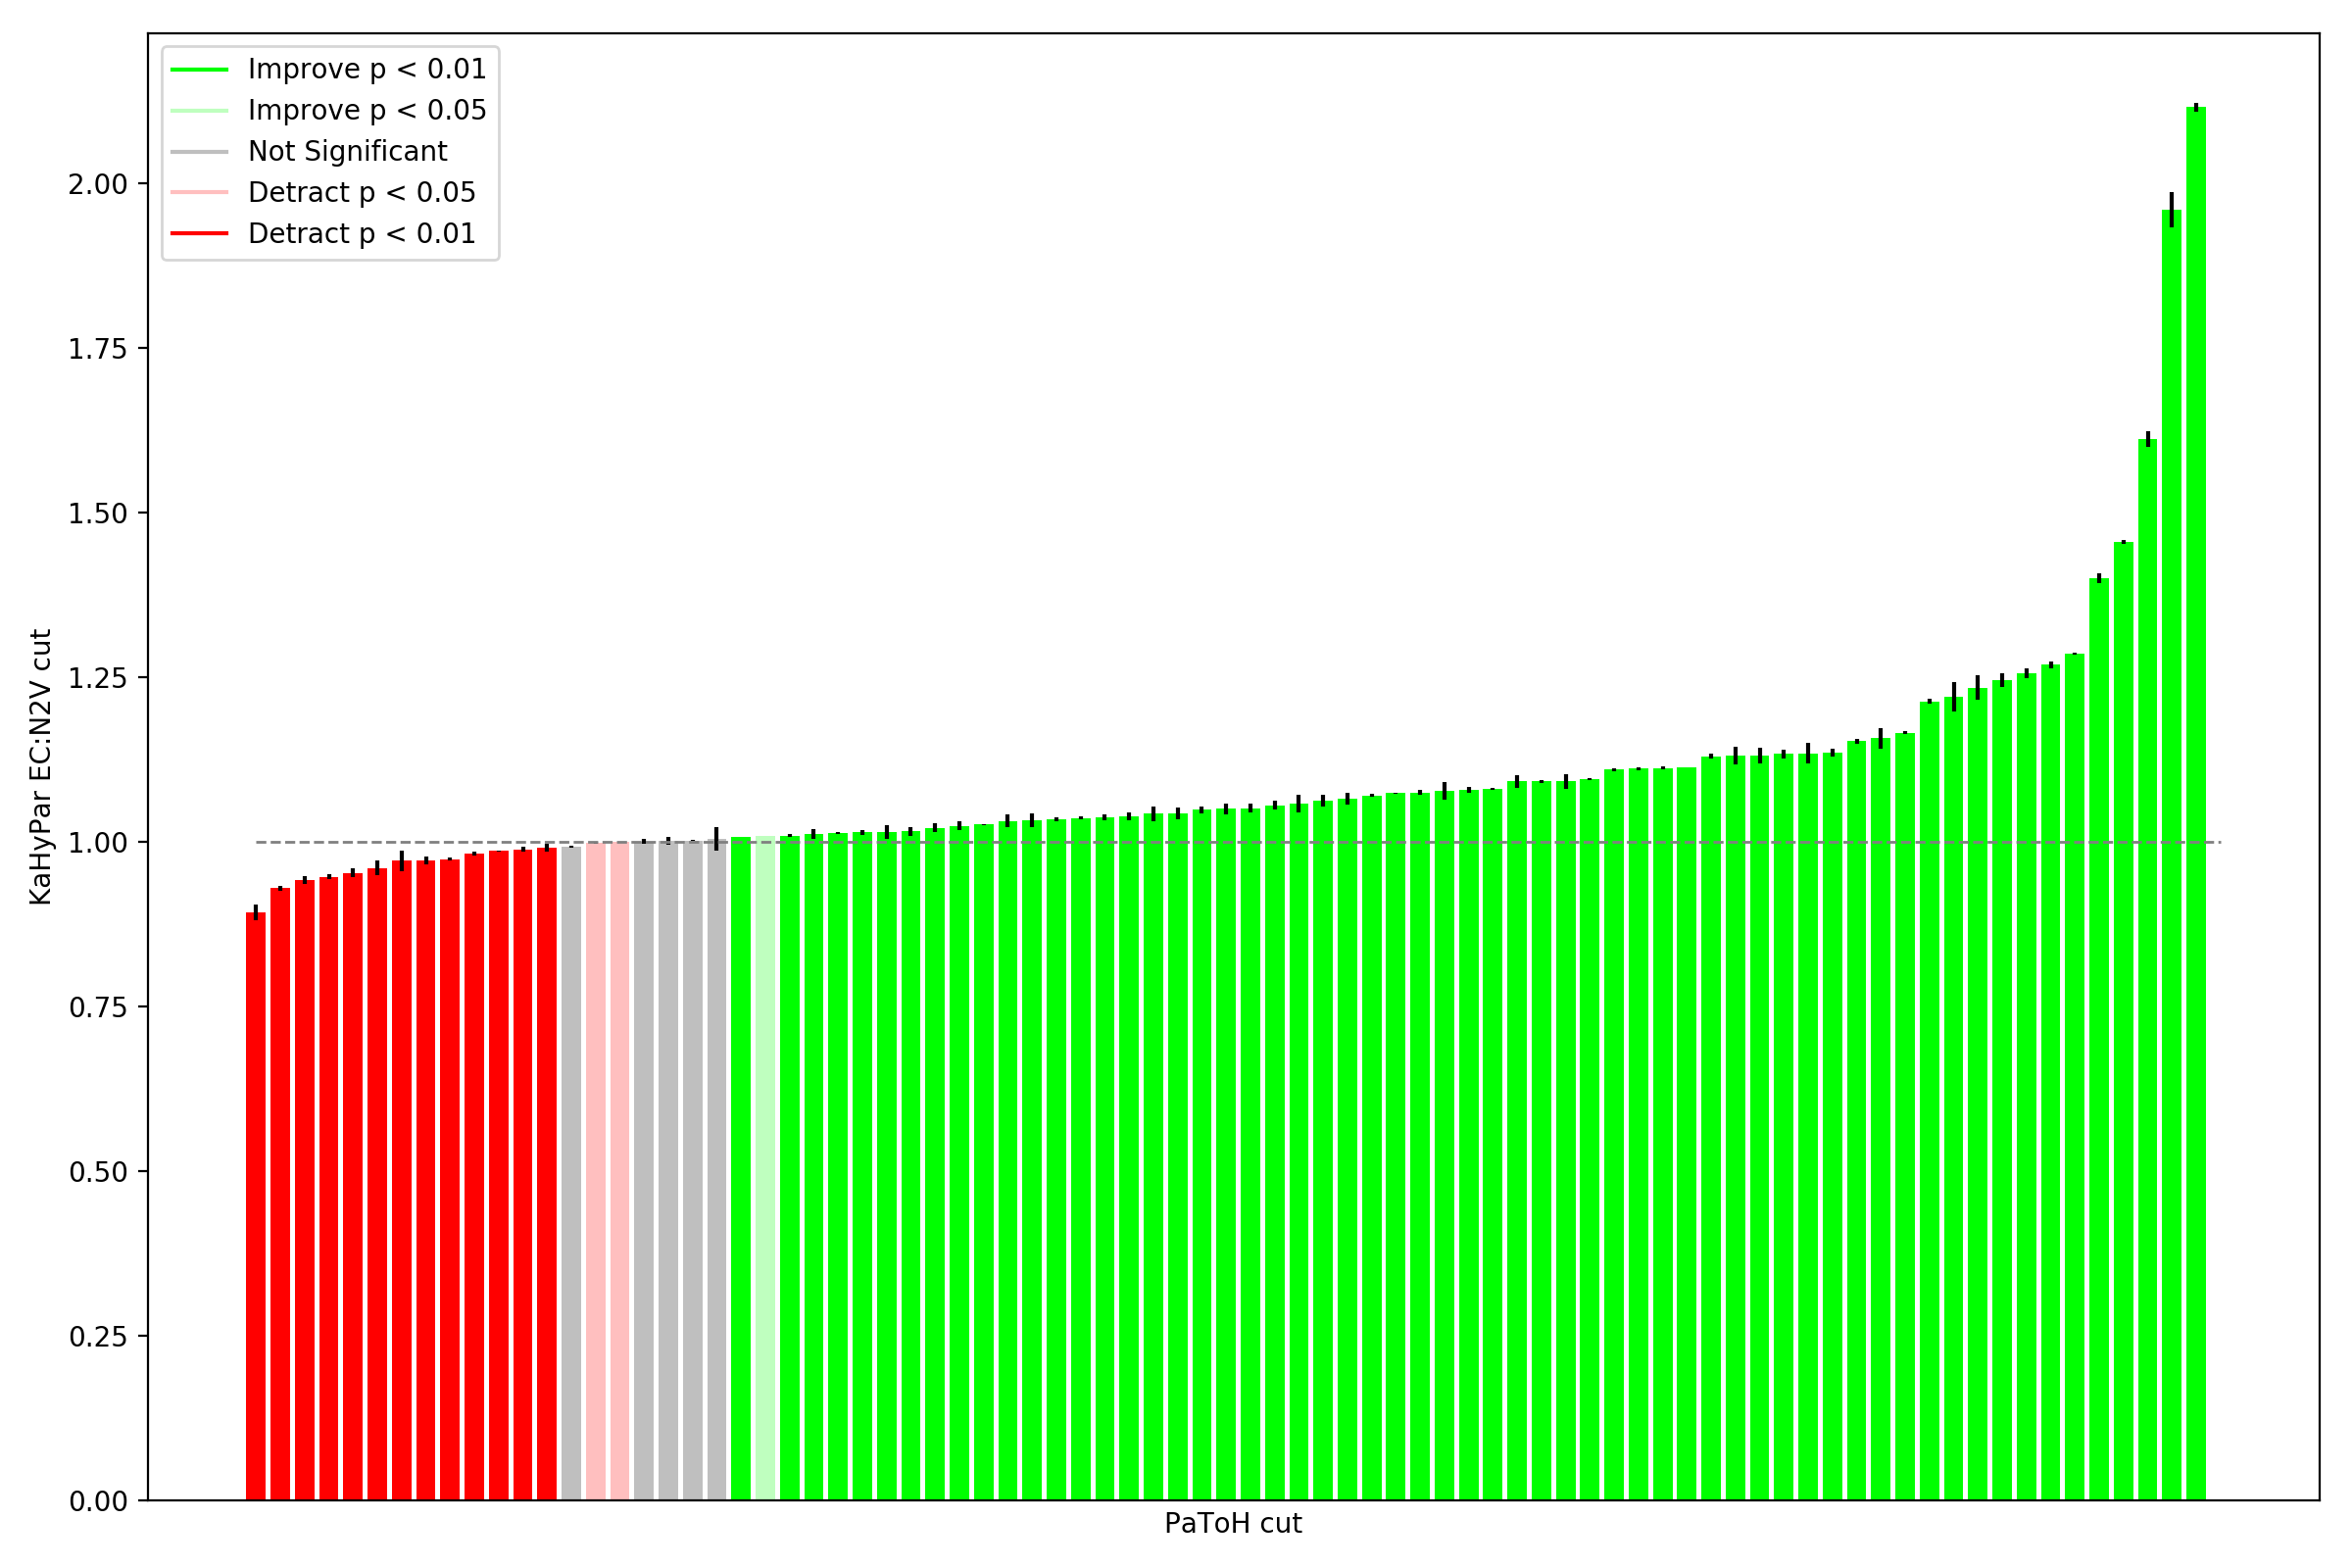 Improve p < 0.01
Improve p < 0.05
Not Significant
Detract p < 0.05
Detract p < 0.01
2.00
1.75
1.50
1.25
1.00
0.75
0.50
0.25
0.00
KaHyPar EC:N2V cut
PaToH cut